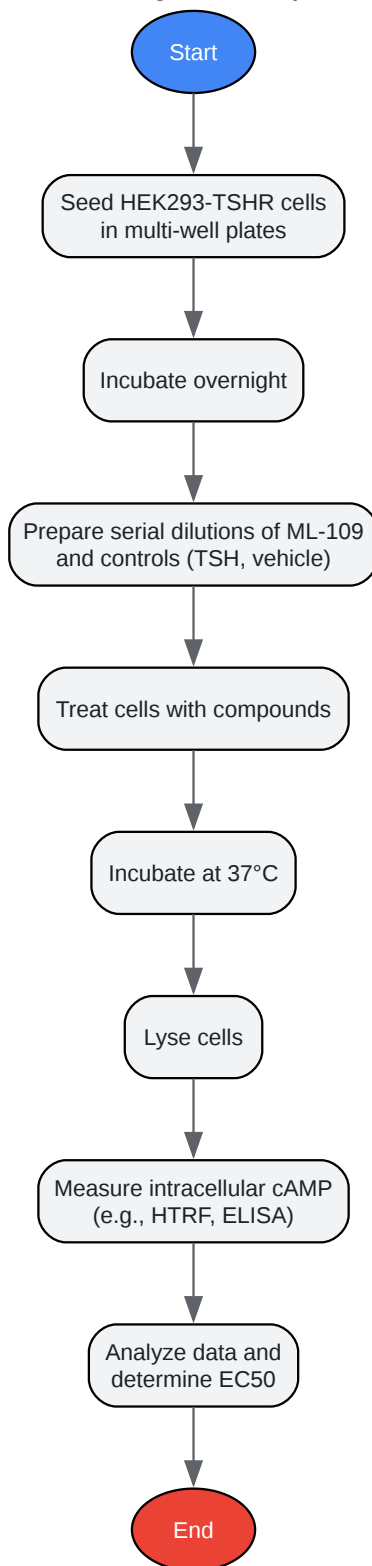 Start
Seed HEK293-TSHR cells
in multi-well plates
Incubate overnight
Prepare serial dilutions of ML-109
and controls (TSH, vehicle)
Treat cells with compounds
Incubate at 37°C
Lyse cells
Measure intracellular cAMP
(e.g., HTRF, ELISA)
Analyze data and
determine EC50
End